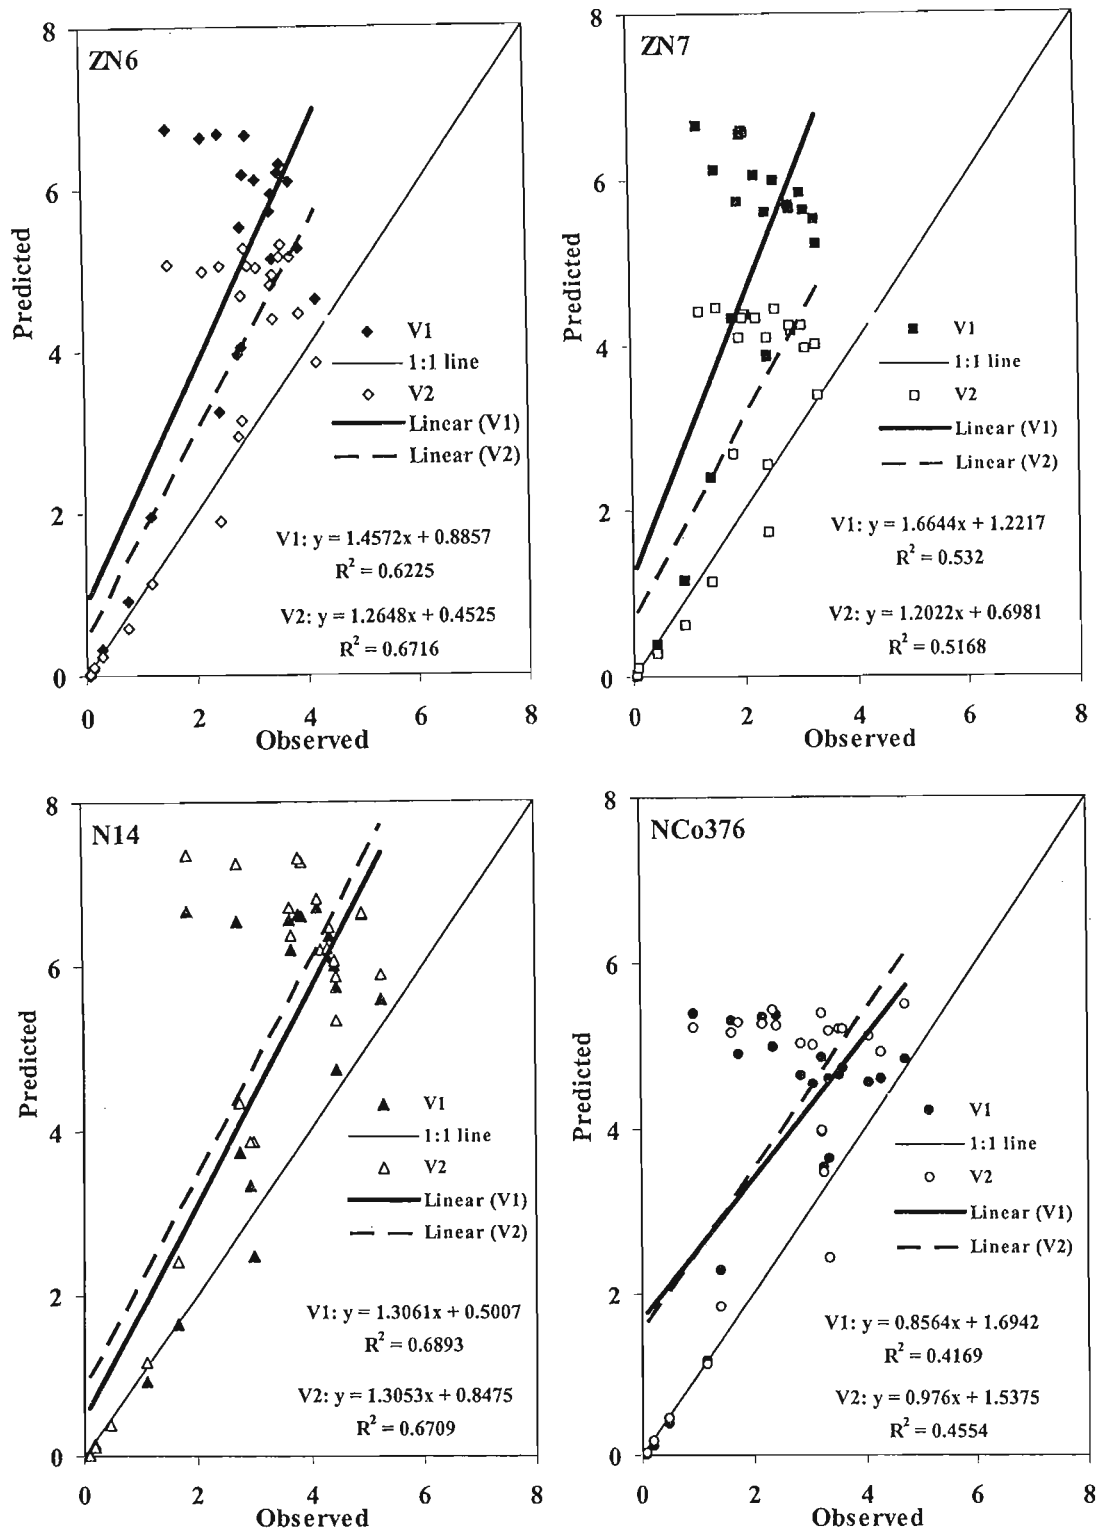 ZN6
8
6
4
2
0
Predicted
V1
1:1 line
V2
Linear (V1)
Linear (V2)
V1: y = 1.4572x + 0.8857
R² = 0.6225
V2: y = 1.2648x + 0.4525
R² = 0.6716
0 2 4 6 8
Observed
ZN7
8
6
4
2
0
Predicted
V1
1:1 line
V2
Linear (V1)
Linear (V2)
V1: y = 1.6644x + 1.2217
R² = 0.532
V2: y = 1.2022x + 0.6981
R² = 0.5168
0 2 4 6 8
Observed
N14
8
6
4
2
0
Predicted
V1
1:1 line
V2
Linear (V1)
Linear (V2)
V1: y = 1.3061x + 0.5007
R² = 0.6893
V2: y = 1.3053x + 0.8475
R² = 0.6709
0 2 4 6 8
Observed
NCo376
8
6
4
2
0
Predicted
V1
1:1 line
V2
Linear (V1)
Linear (V2)
V1: y = 0.8564x + 1.6942
R² = 0.4169
V2: y = 0.976x + 1.5375
R² = 0.4554
0 2 4 6 8
Observed